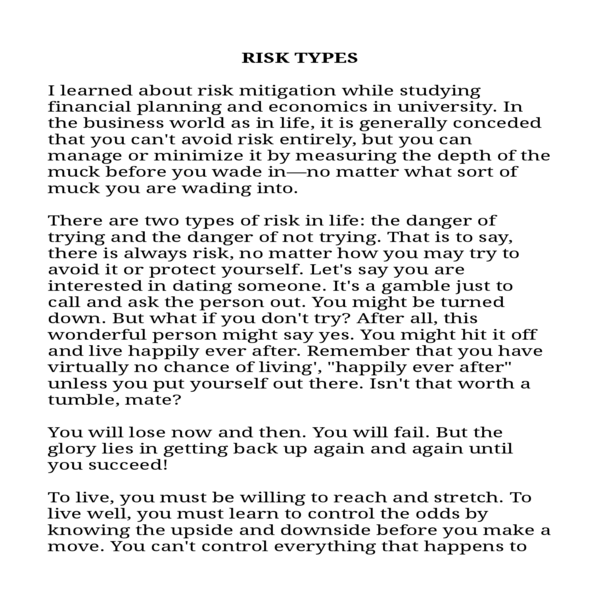 RISK TYPES
I learned about risk mitigation while studying
financial planning and economics in university. In
the business world as in life, it is generally conceded
that you can't avoid risk entirely, but you can
manage or minimize it by measuring the depth of the
muck before you wade in—no matter what sort of
muck you are wading into.
There are two types of risk in life: the danger of
trying and the danger of not trying. That is to say,
there is always risk, no matter how you may try to
avoid it or protect yourself. Let's say you are
interested in dating someone. It's a gamble just to
call and ask the person out. You might be turned
down. But what if you don't try? After all, this
wonderful person might say yes. You might hit it off
and live happily ever after. Remember that you have
virtually no chance of living', "happily ever after"
unless you put yourself out there. Isn't that worth a
tumble, mate?
You will lose now and then. You will fail. But the
glory lies in getting back up again and again until
you succeed!
To live, you must be willing to reach and stretch. To
live well, you must learn to control the odds by
knowing the upside and downside before you make a
move. You can't control everything that happens to